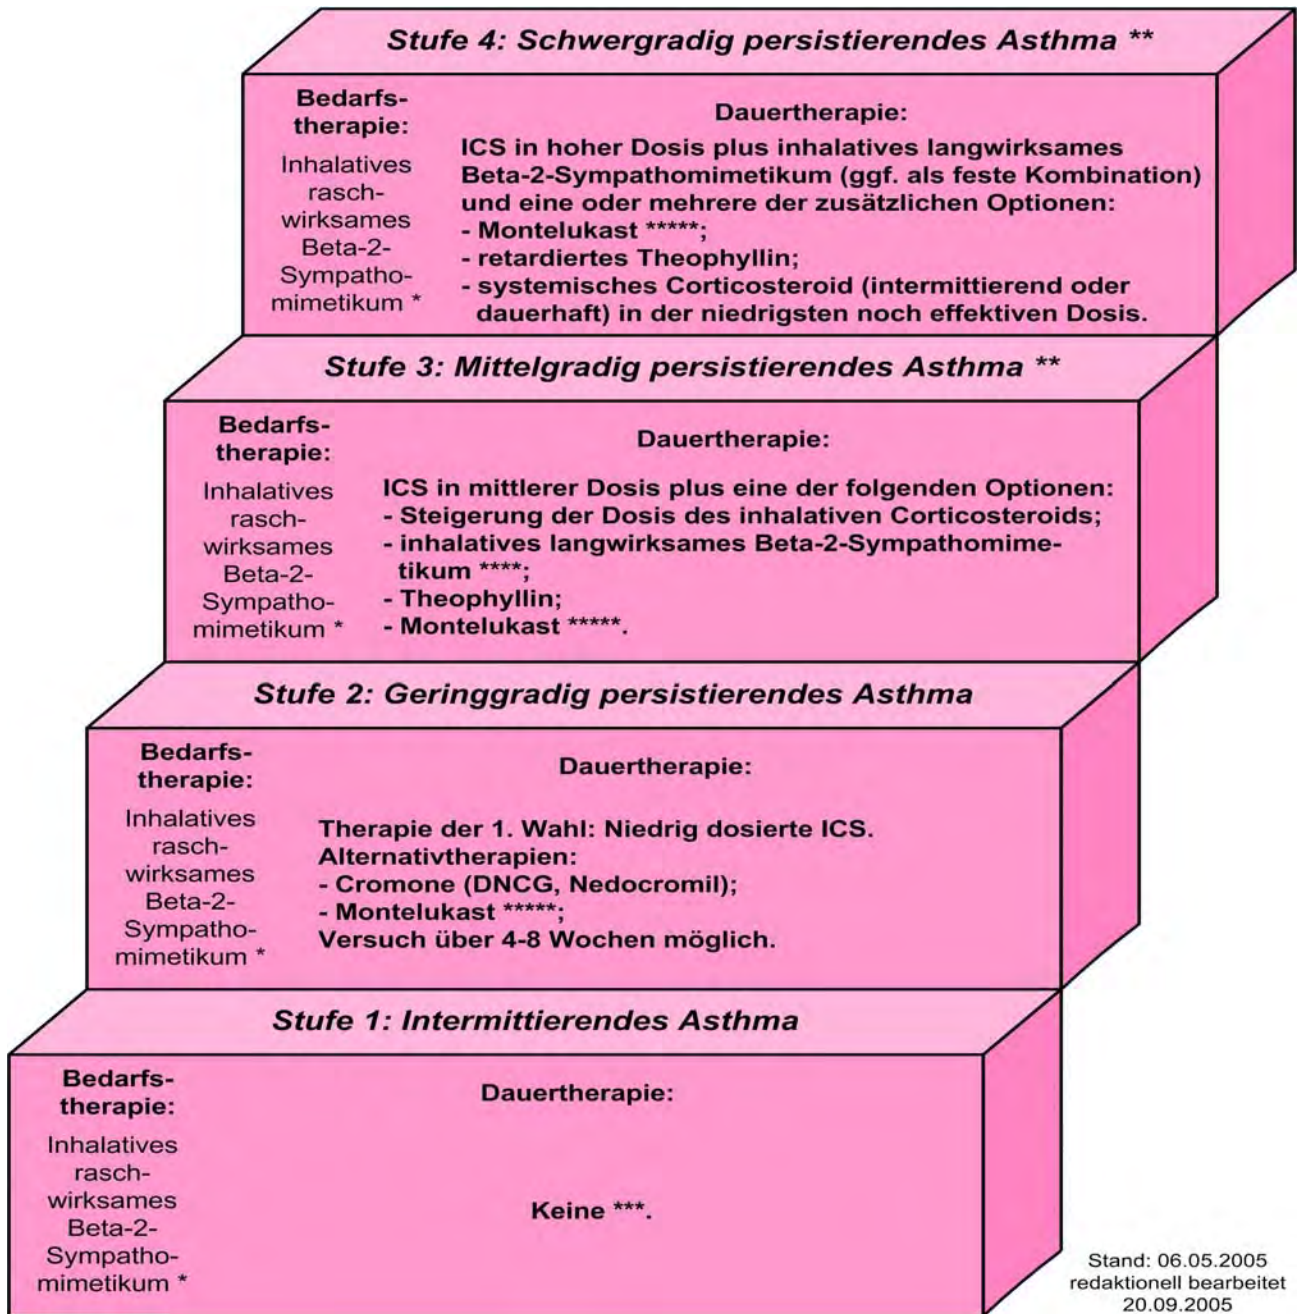 Stufe 4: Schwergradig persistierendes Asthma **
Bedarfs-
therapie:
Inhalatives
rasch-
wirksames
Beta-2-
Sympatho-
mimetikum *
Dauertherapie:
ICS in hoher Dosis plus inhalatives langwirksames
Beta-2-Sympathomimetikum (ggf. als feste Kombination)
und eine oder mehrere der zusätzlichen Optionen:
- Montelukast *****;
- retardiertes Theophyllin;
- systemisches Corticosteroid (intermittierend oder
dauerhaft) in der niedrigsten noch effektiven Dosis.
Stufe 3: Mittelgradig persistierendes Asthma **
Bedarfs-
therapie:
Inhalatives
rasch-
wirksames
Beta-2-
Sympatho-
mimetikum *
Dauertherapie:
ICS in mittlerer Dosis plus eine der folgenden Optionen:
- Steigerung der Dosis des inhalativen Corticosteroids;
- inhalatives langwirksames Beta-2-Sympathomime-
tikum ****;
- Theophyllin;
- Montelukast *****.
Stufe 2: Geringgradig persistierendes Asthma
Bedarfs-
therapie:
Inhalatives
rasch-
wirksames
Beta-2-
Sympatho-
mimetikum *
Dauertherapie:
Therapie der 1. Wahl: Niedrig dosierte ICS.
Alternativtherapien:
- Cromone (DNCG, Nedocromil);
- Montelukast *****;
Versuch über 4-8 Wochen möglich.
Stufe 1: Intermittierendes Asthma
Bedarfs-
therapie:
Inhalatives
rasch-
wirksames
Beta-2-
Sympatho-
mimetikum *
Dauertherapie:
Keine ***.
Stand: 06.05.2005
redaktionell bearbeitet
20.09.2005